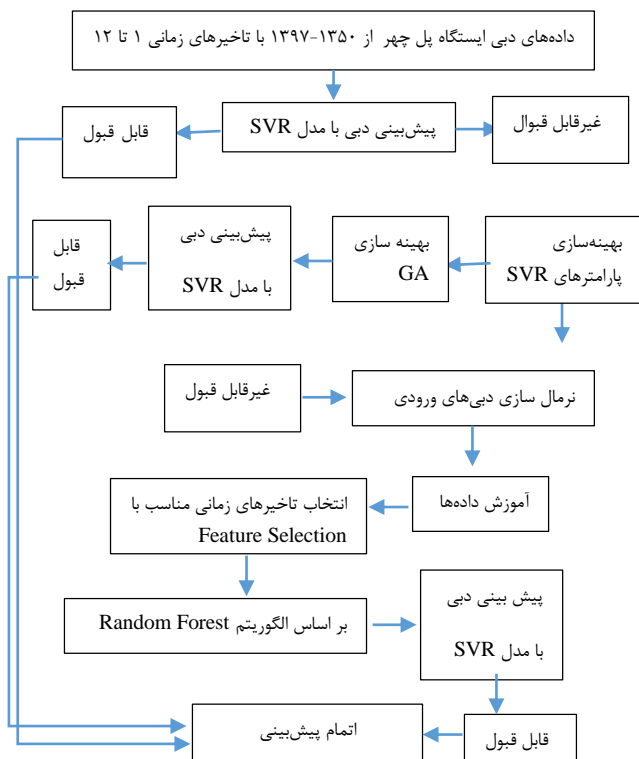 داده‌های دبی ایستگاه پل چهر از ۱۳۵۰-۱۳۹۷ با تاخیرهای زمانی ۱ تا ۱۲
قابل قبول
پیش‌بینی دبی با مدل SVR
غیرقابل قبوال
بهینه‌سازی
پارامترهای SVR
بهینه سازی
GA
پیش‌بینی دبی
با مدل SVR
قابل
قبول
غیرقابل قبول
نرمال سازی دبی‌های ورودی
آموزش داده‌ها
انتخاب تاخیرهای زمانی مناسب با
Feature Selection
بر اساس الگوریتم Random Forest
پیش بینی دبی
با مدل SVR
قابل قبول
اتمام پیش‌بینی